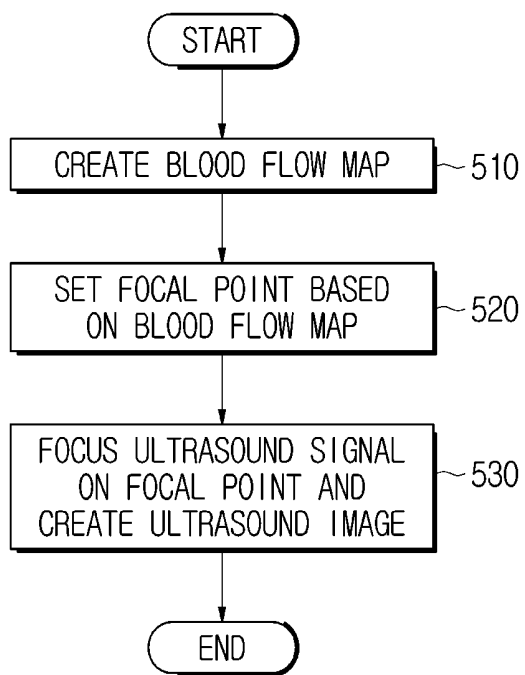 START
CREATE BLOOD FLOW MAP
510
SET FOCAL POINT BASED
ON BLOOD FLOW MAP
520
FOCUS ULTRASOUND SIGNAL
ON FOCAL POINT AND
CREATE ULTRASOUND IMAGE
530
END